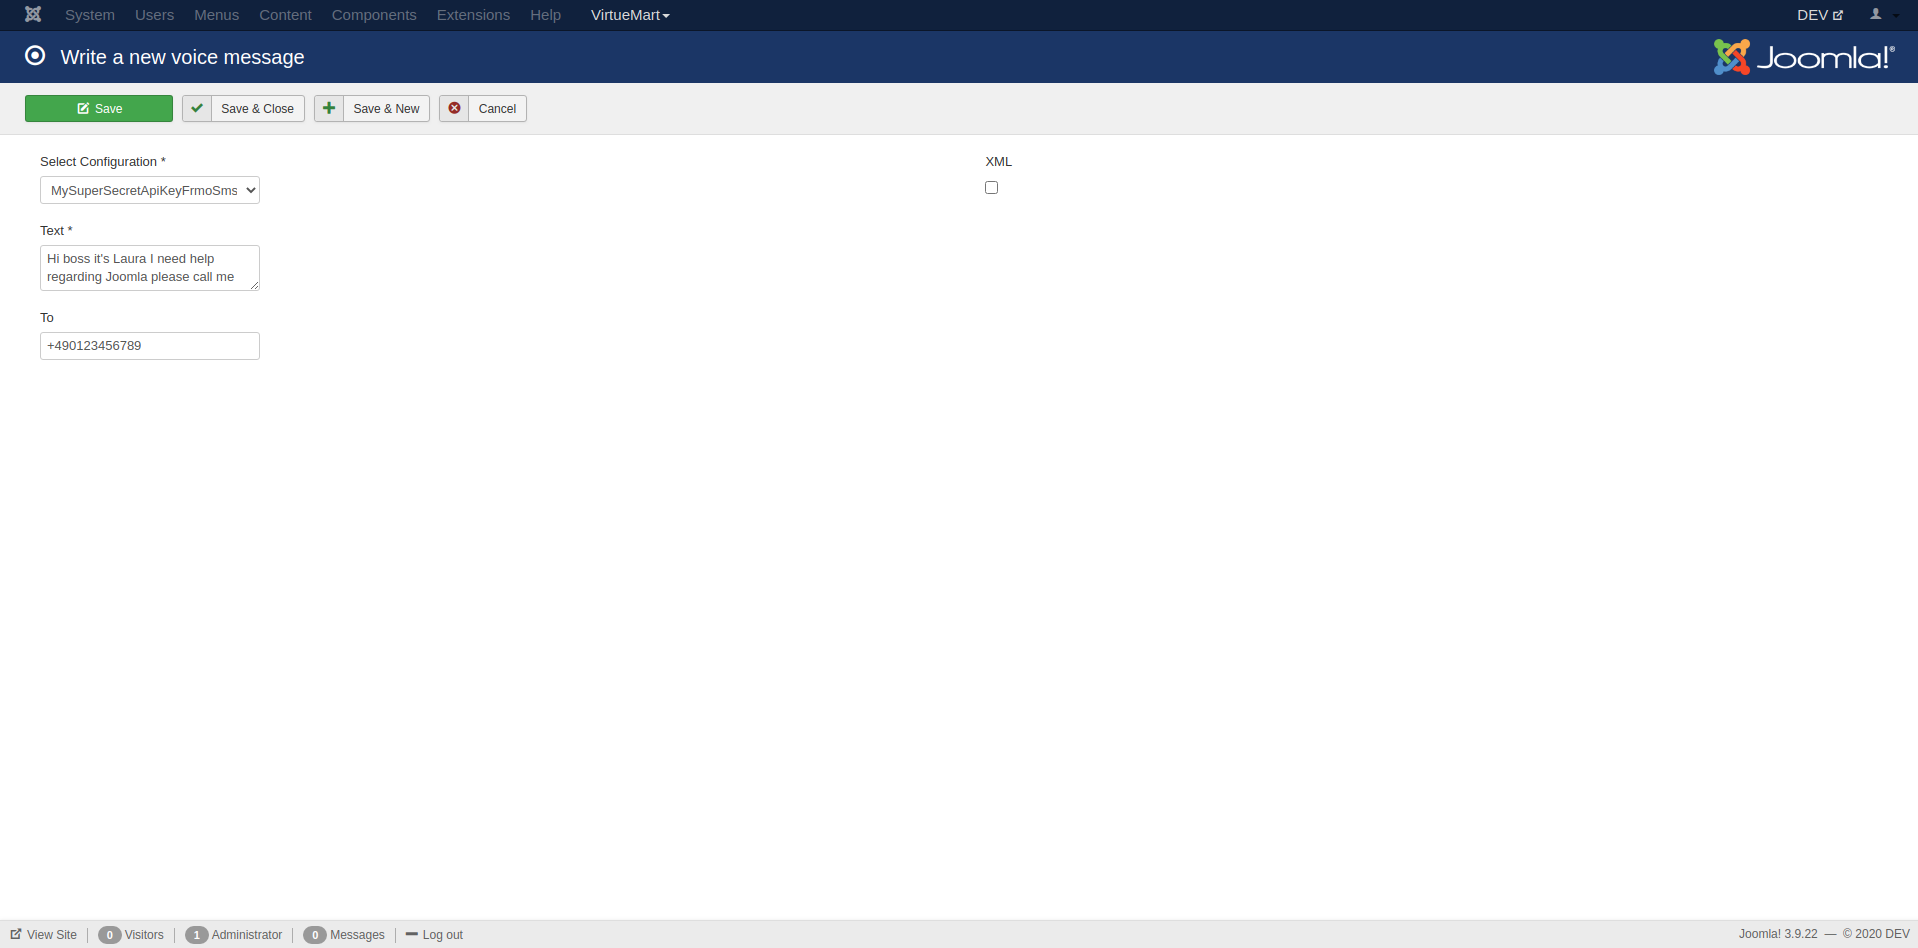 System Users Menus Content Components Extensions Help VirtueMart DEV
Write a new voice message
Joomla!®
Save Save & Close Save & New Cancel
Select Configuration * XML
MySuperSecretApiKeyFrmoSms
Text *
Hi boss it's Laura I need help
regarding Joomla please call me
To
+490123456789
View Site 0 Visitors 1 Administrator 0 Messages Log out Joomla! 3.9.22 — © 2020 DEV